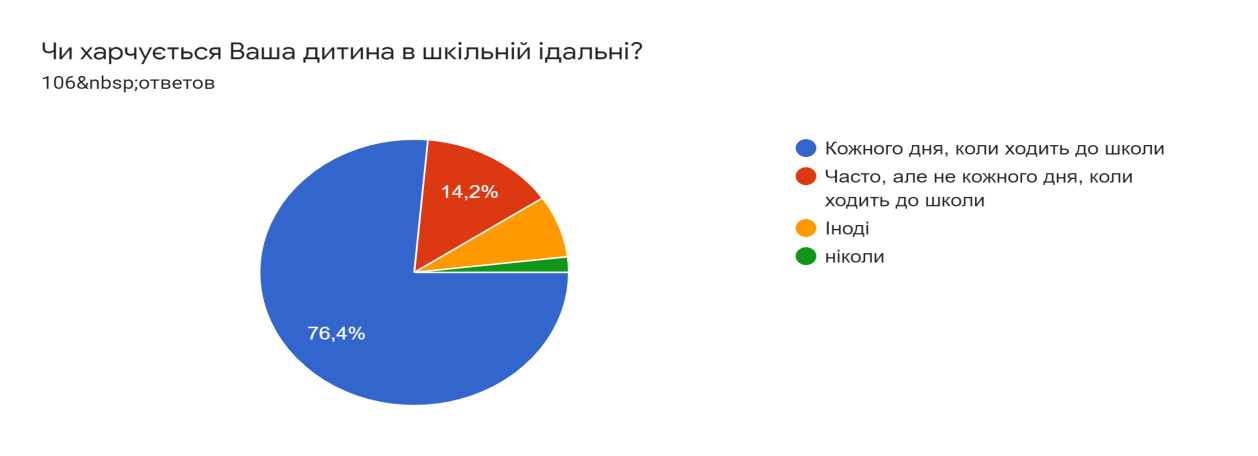 Чи харчується Ваша дитина в шкільній їдальні?
106&nbsp;ответов
14,2%
76,4%
Кожного дня, коли ходить до школи
Часто, але не кожного дня, коли
ходить до школи
Іноді
ніколи